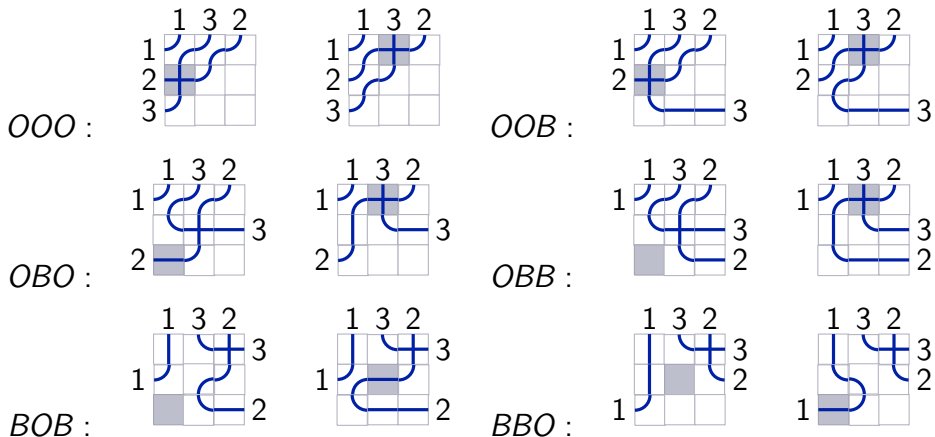 1 3 2 1 3 2 1 3 2 1 3 2
1 1 1 1
2 2 2 2
3 3 3 3
OOO : OOB :
1 3 2 1 3 2 1 3 2 1 3 2
1 1 1 1
3 3 3 3
2 2 2 2
OBO : OBB :
1 3 2 1 3 2 1 3 2 1 3 2
3 3 3 3
1 1 2 2
2 2 1 1
BOB : BBO :